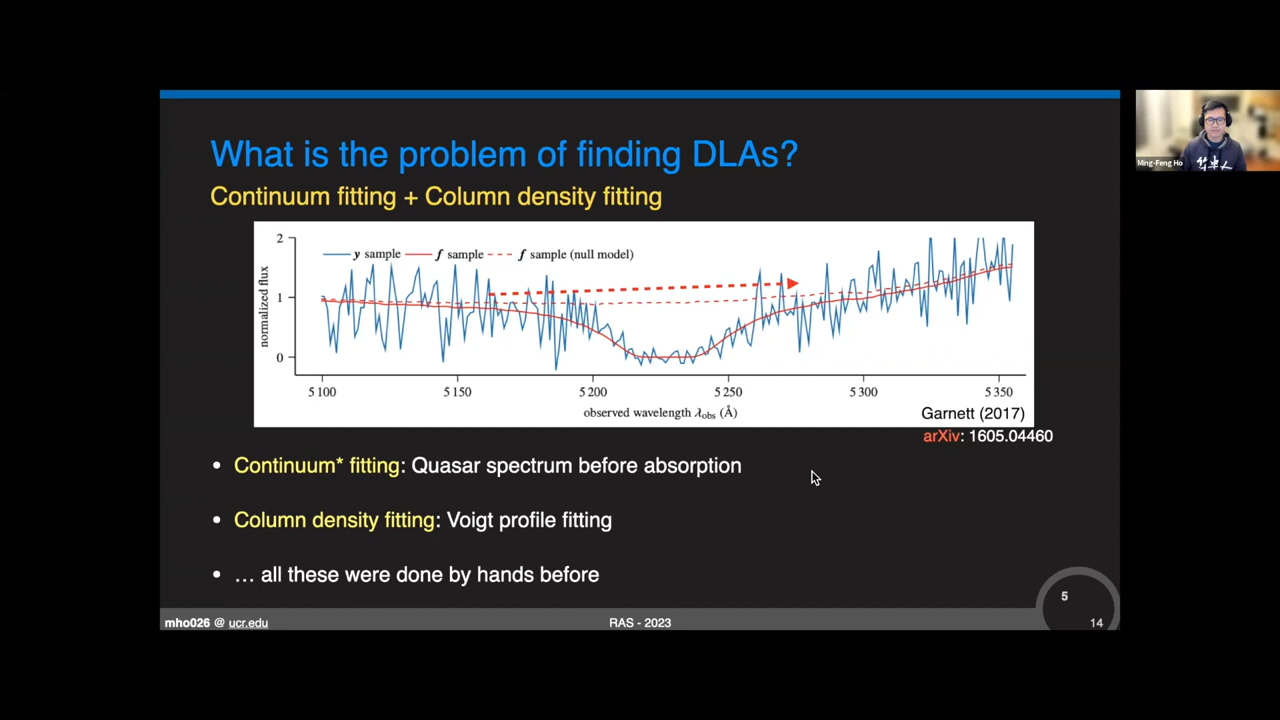 What is the problem of finding DLAs?
Continuum fitting + Column density fitting
2
1
0
normalized flux
y sample f sample f sample (null model)
5 100 5 150 5 200 5 250 5 300 5 350
observed wavelength λobs (Å)
Garnett (2017)
arXiv: 1605.04460
• Continuum* fitting: Quasar spectrum before absorption
• Column density fitting: Voigt profile fitting
• … all these were done by hands before
5
mho026 @ ucr.edu RAS - 2023 14
Ming-Feng Ho